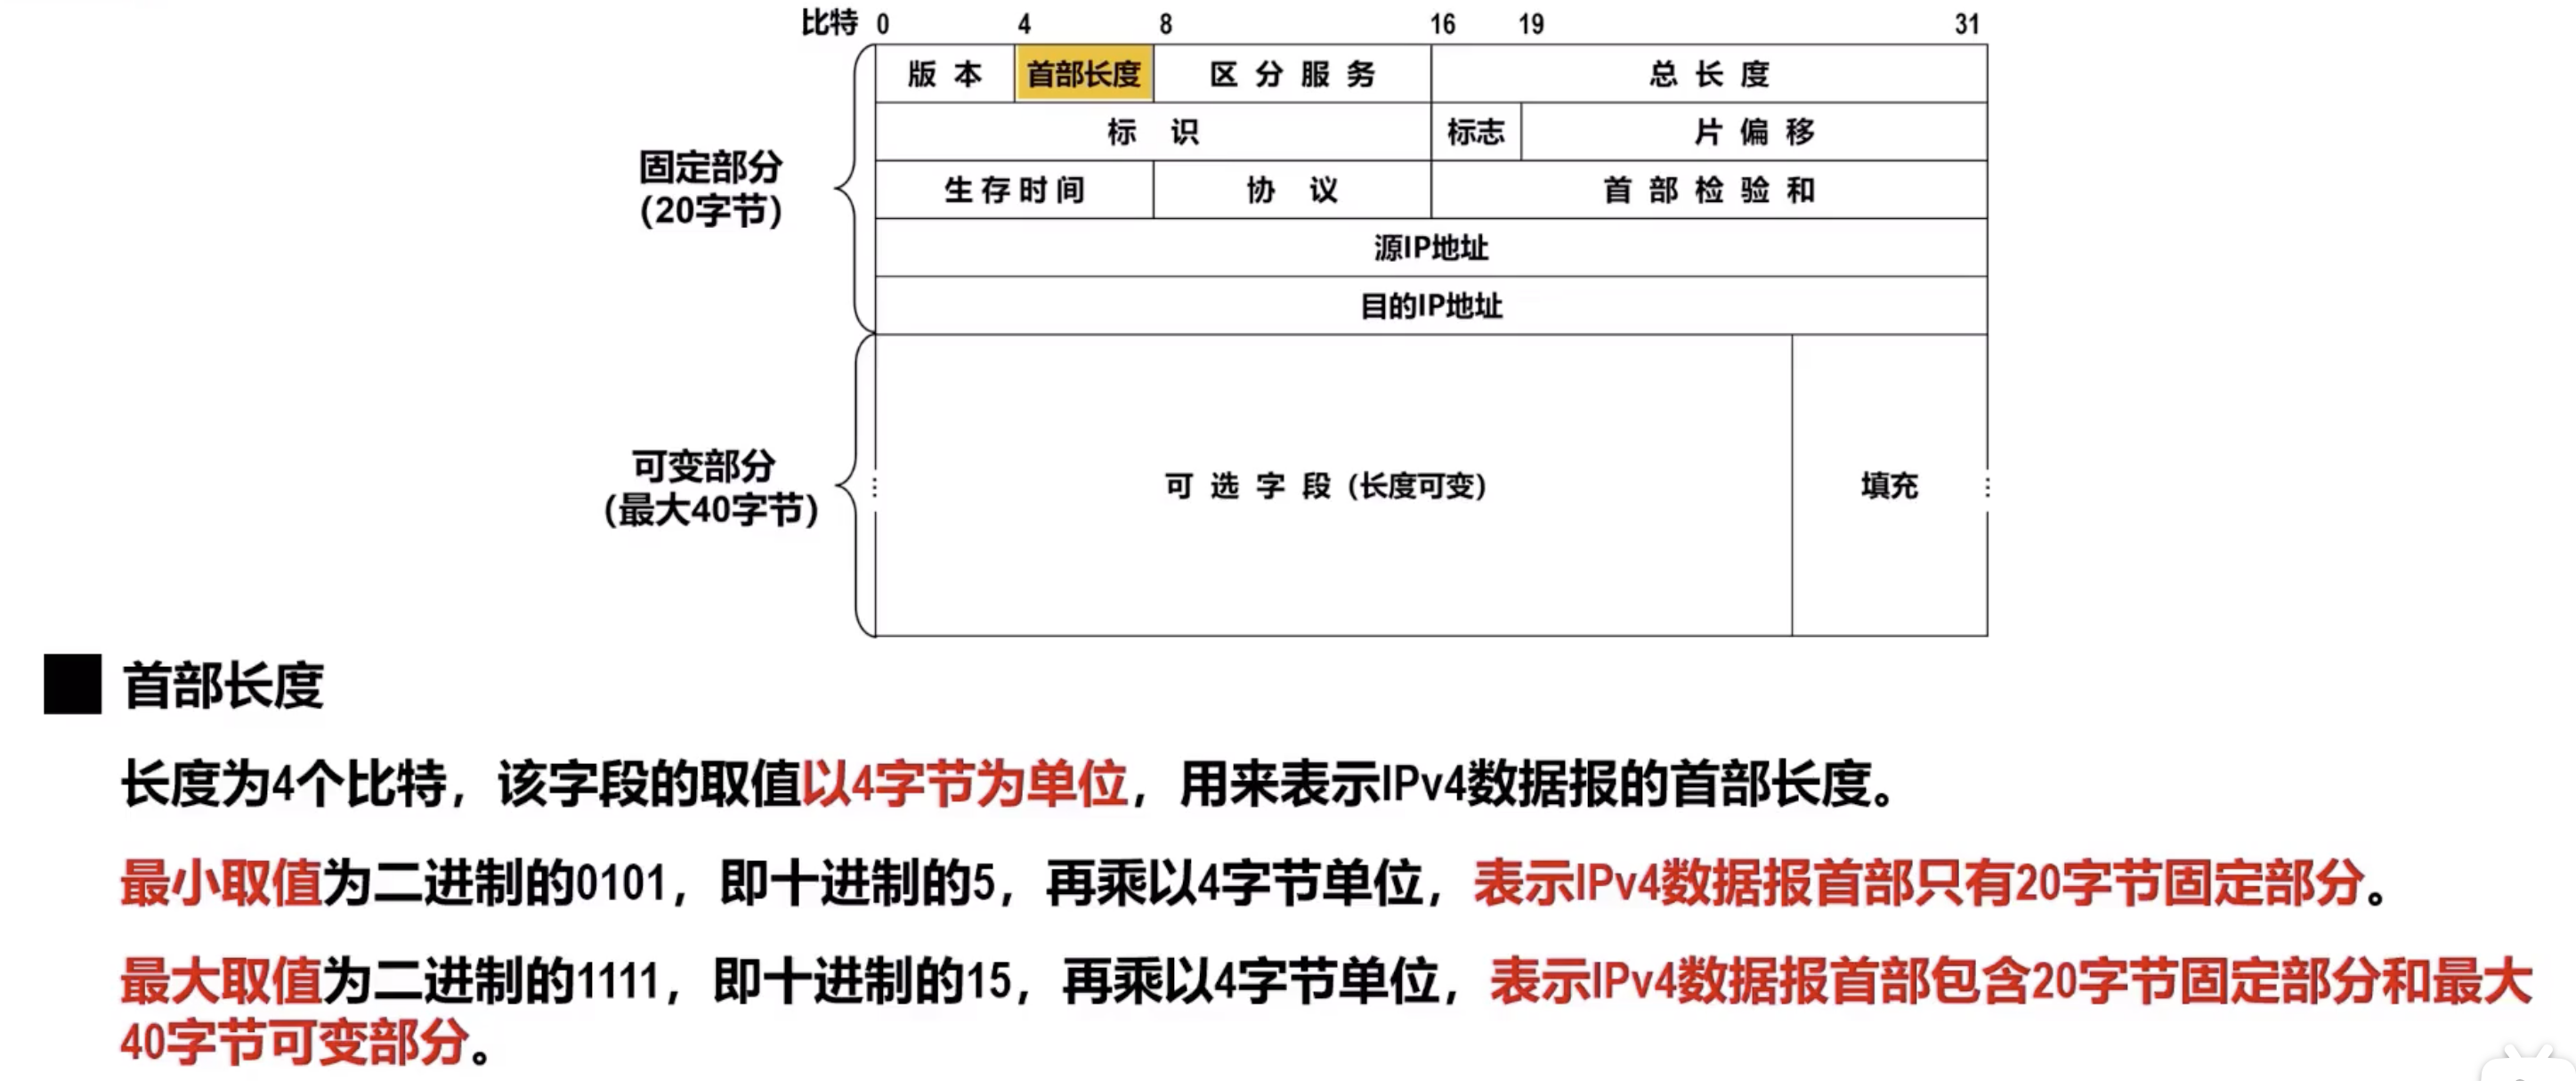 比特 0 4 8 16 19 31
版 本 首部长度 区 分 服 务 总 长 度
标 识 标志 片 偏 移
固定部分
(20字节)
生 存 时 间 协 议 首 部 检 验 和
源IP地址
目的IP地址
可变部分
(最大40字节)
可 选 字 段 (长度可变) 填充
首部长度
长度为4个比特，该字段的取值以4字节为单位，用来表示IPv4数据报的首部长度。
最小取值为二进制的0101，即十进制的5，再乘以4字节单位，表示IPv4数据报首部只有20字节固定部分。
最大取值为二进制的1111，即十进制的15，再乘以4字节单位，表示IPv4数据报首部包含20字节固定部分和最大
40字节可变部分。